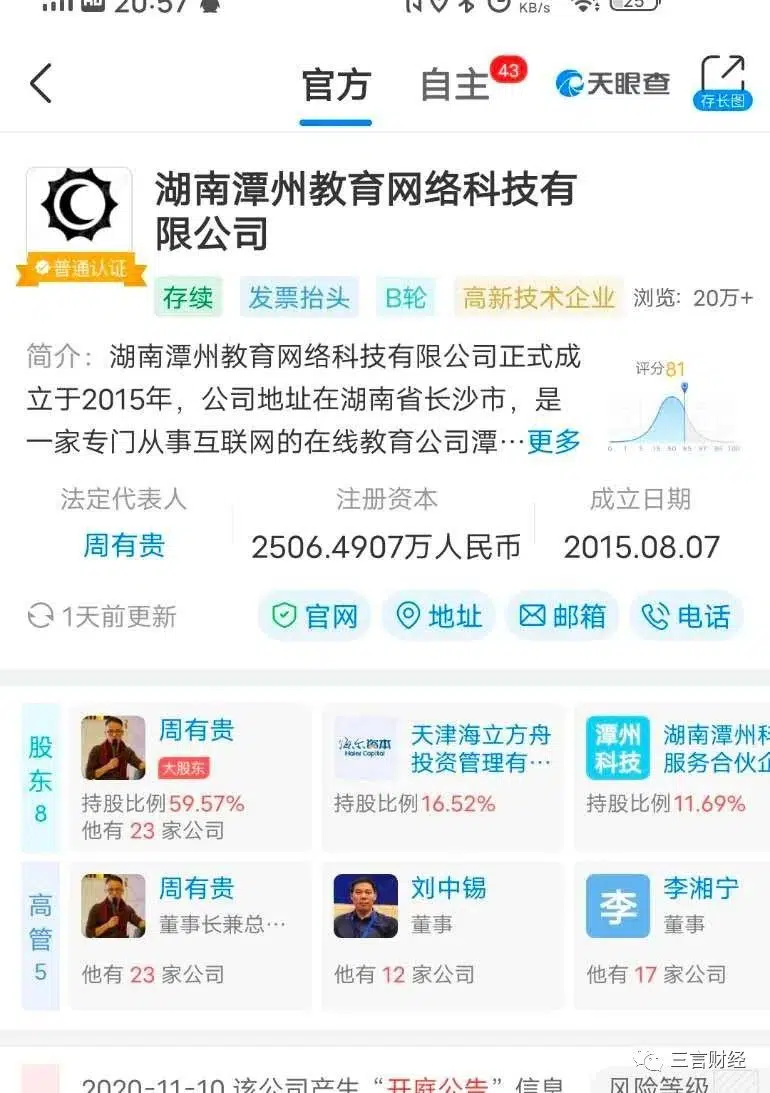 20:57 KB/s 25
官方 自主 43 天眼查 存长图
湖南潭州教育网络科技有
限公司
普通认证
存续 发票抬头 B轮 高新技术企业 浏览: 20万+
简介: 湖南潭州教育网络科技有限公司正式成
立于2015年，公司地址在湖南省长沙市，是
一家专门从事互联网的在线教育公司潭…更多
评分81
法定代表人 注册资本 成立日期
周有贵 2506.4907万人民币 2015.08.07
1天前更新 官网 地址 邮箱 电话
股东8
周有贵
大股东
持股比例59.57%
他有 23 家公司
海尔资本
Haier Capital
天津海立方舟
投资管理有…
持股比例16.52%
潭州
科技
湖南潭州科
服务合伙企
持股比例11.69%
高管5
周有贵
董事长兼总…
他有 23 家公司
刘中锡
董事
他有 12 家公司
李
李湘宁
董事
他有 17 家公司
三言财经
2020-11-10 该公司产生“开庭公告”信息 风险等级